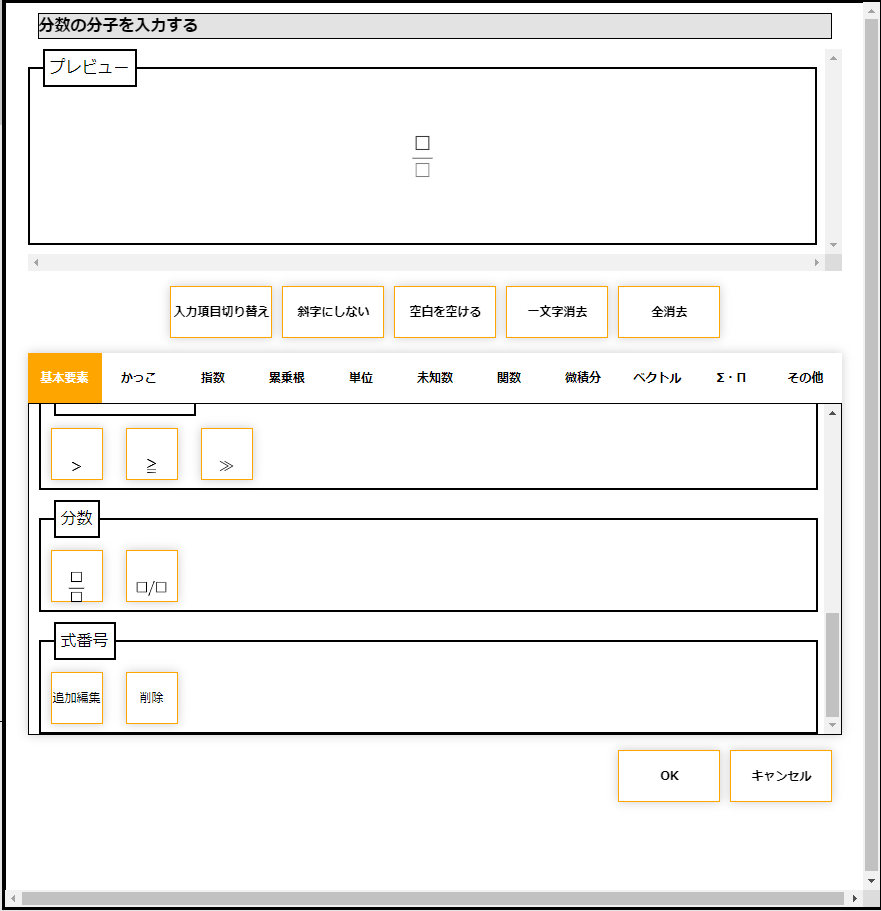 分数の分子を入力する
プレビュー
□
□
入力項目切り替え 斜字にしない 空白を空ける 一文字消去 全消去
基本要素 かっこ 指数 累乗根 単位 未知数 関数 微積分 ベクトル Σ・Π その他
> ≧ ≫
分数
□
□
□/□
式番号
追加編集 削除
OK キャンセル